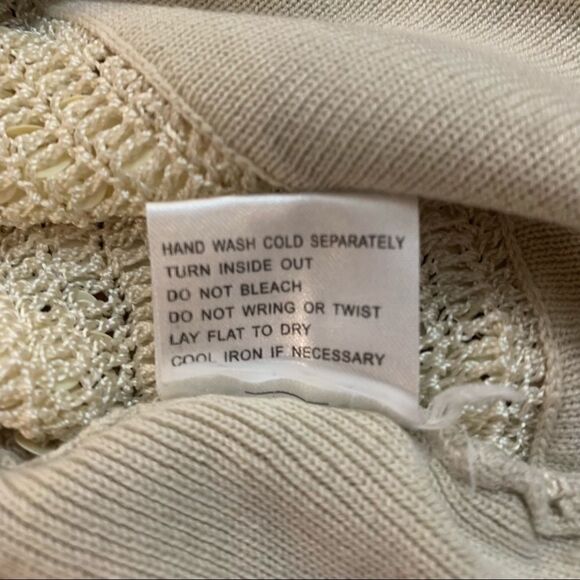 HAND WASH COLD SEPARATELY
TURN INSIDE OUT
DO NOT BLEACH
DO NOT WRING OR TWIST
LAY FLAT TO DRY
COOL IRON IF NECESSARY